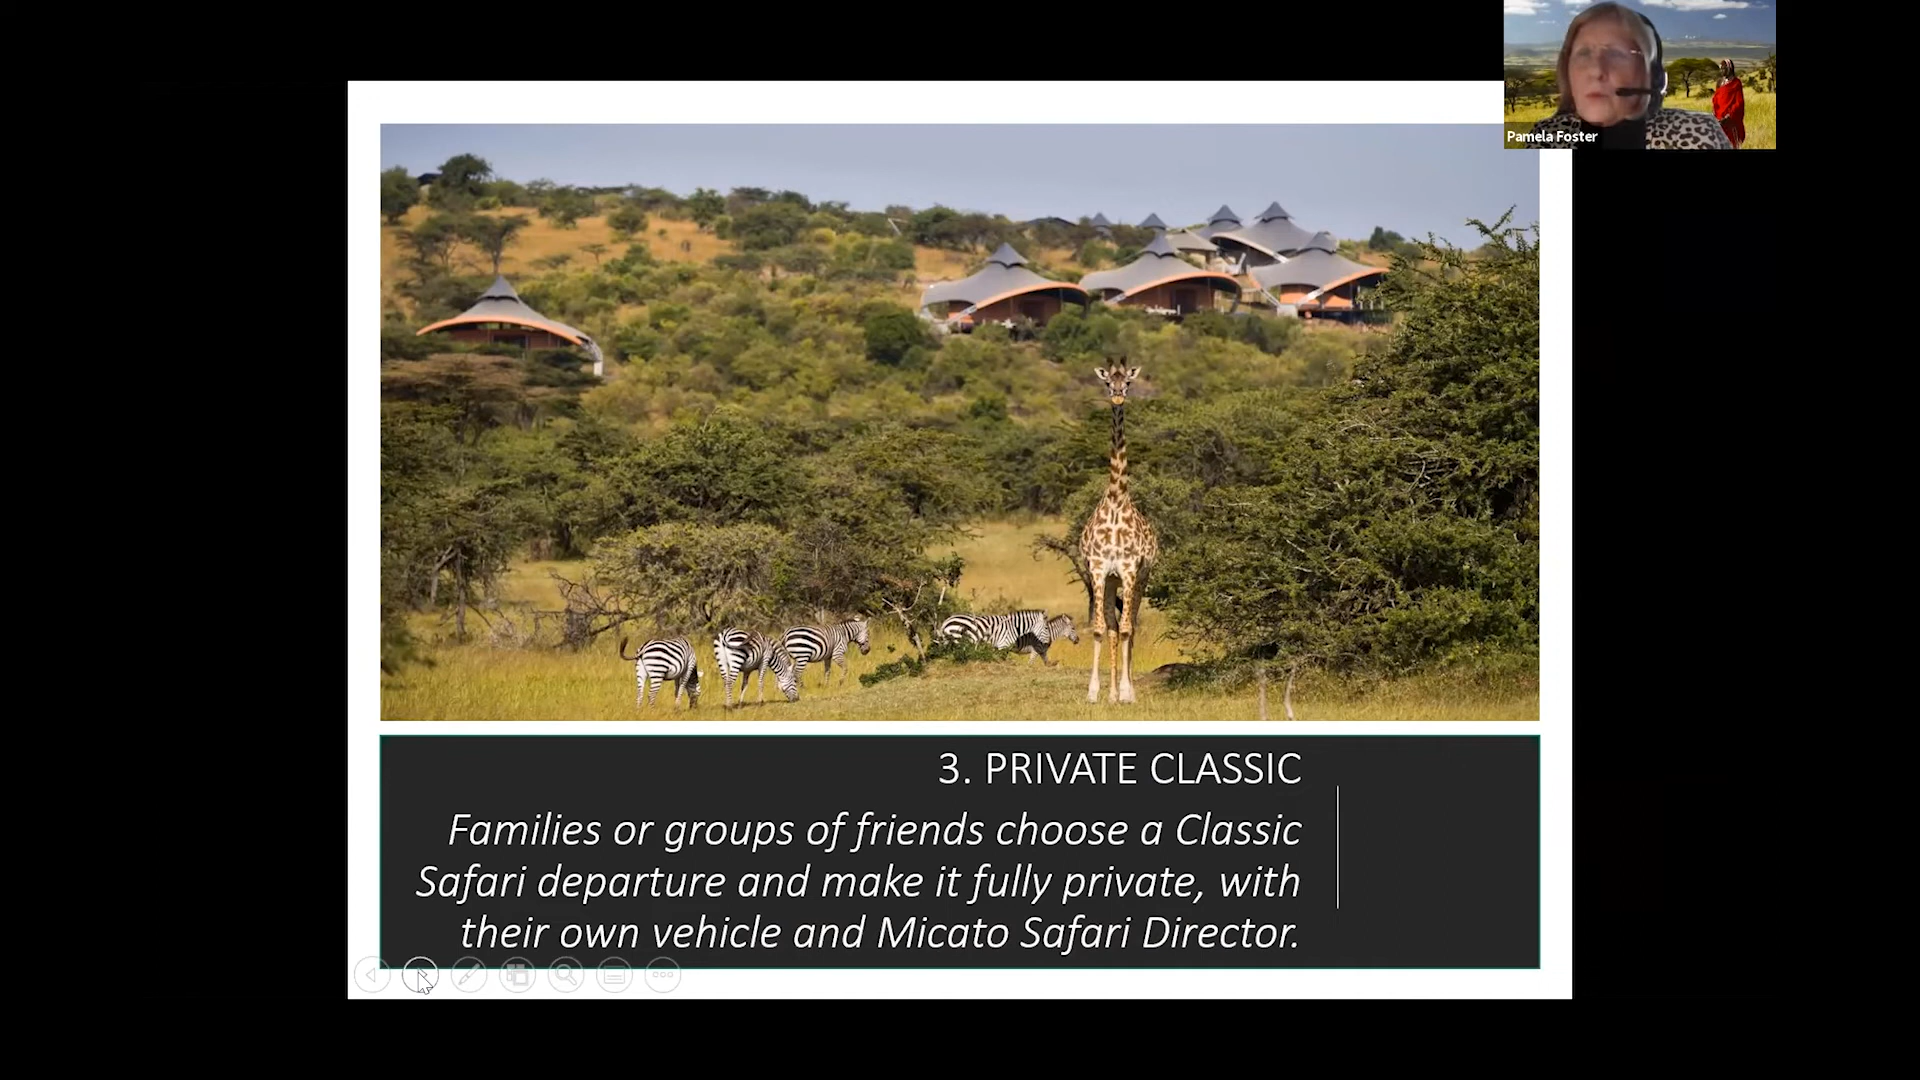 Pamela Foster
3. PRIVATE CLASSIC
Families or groups of friends choose a Classic
Safari departure and make it fully private, with
their own vehicle and Micato Safari Director.